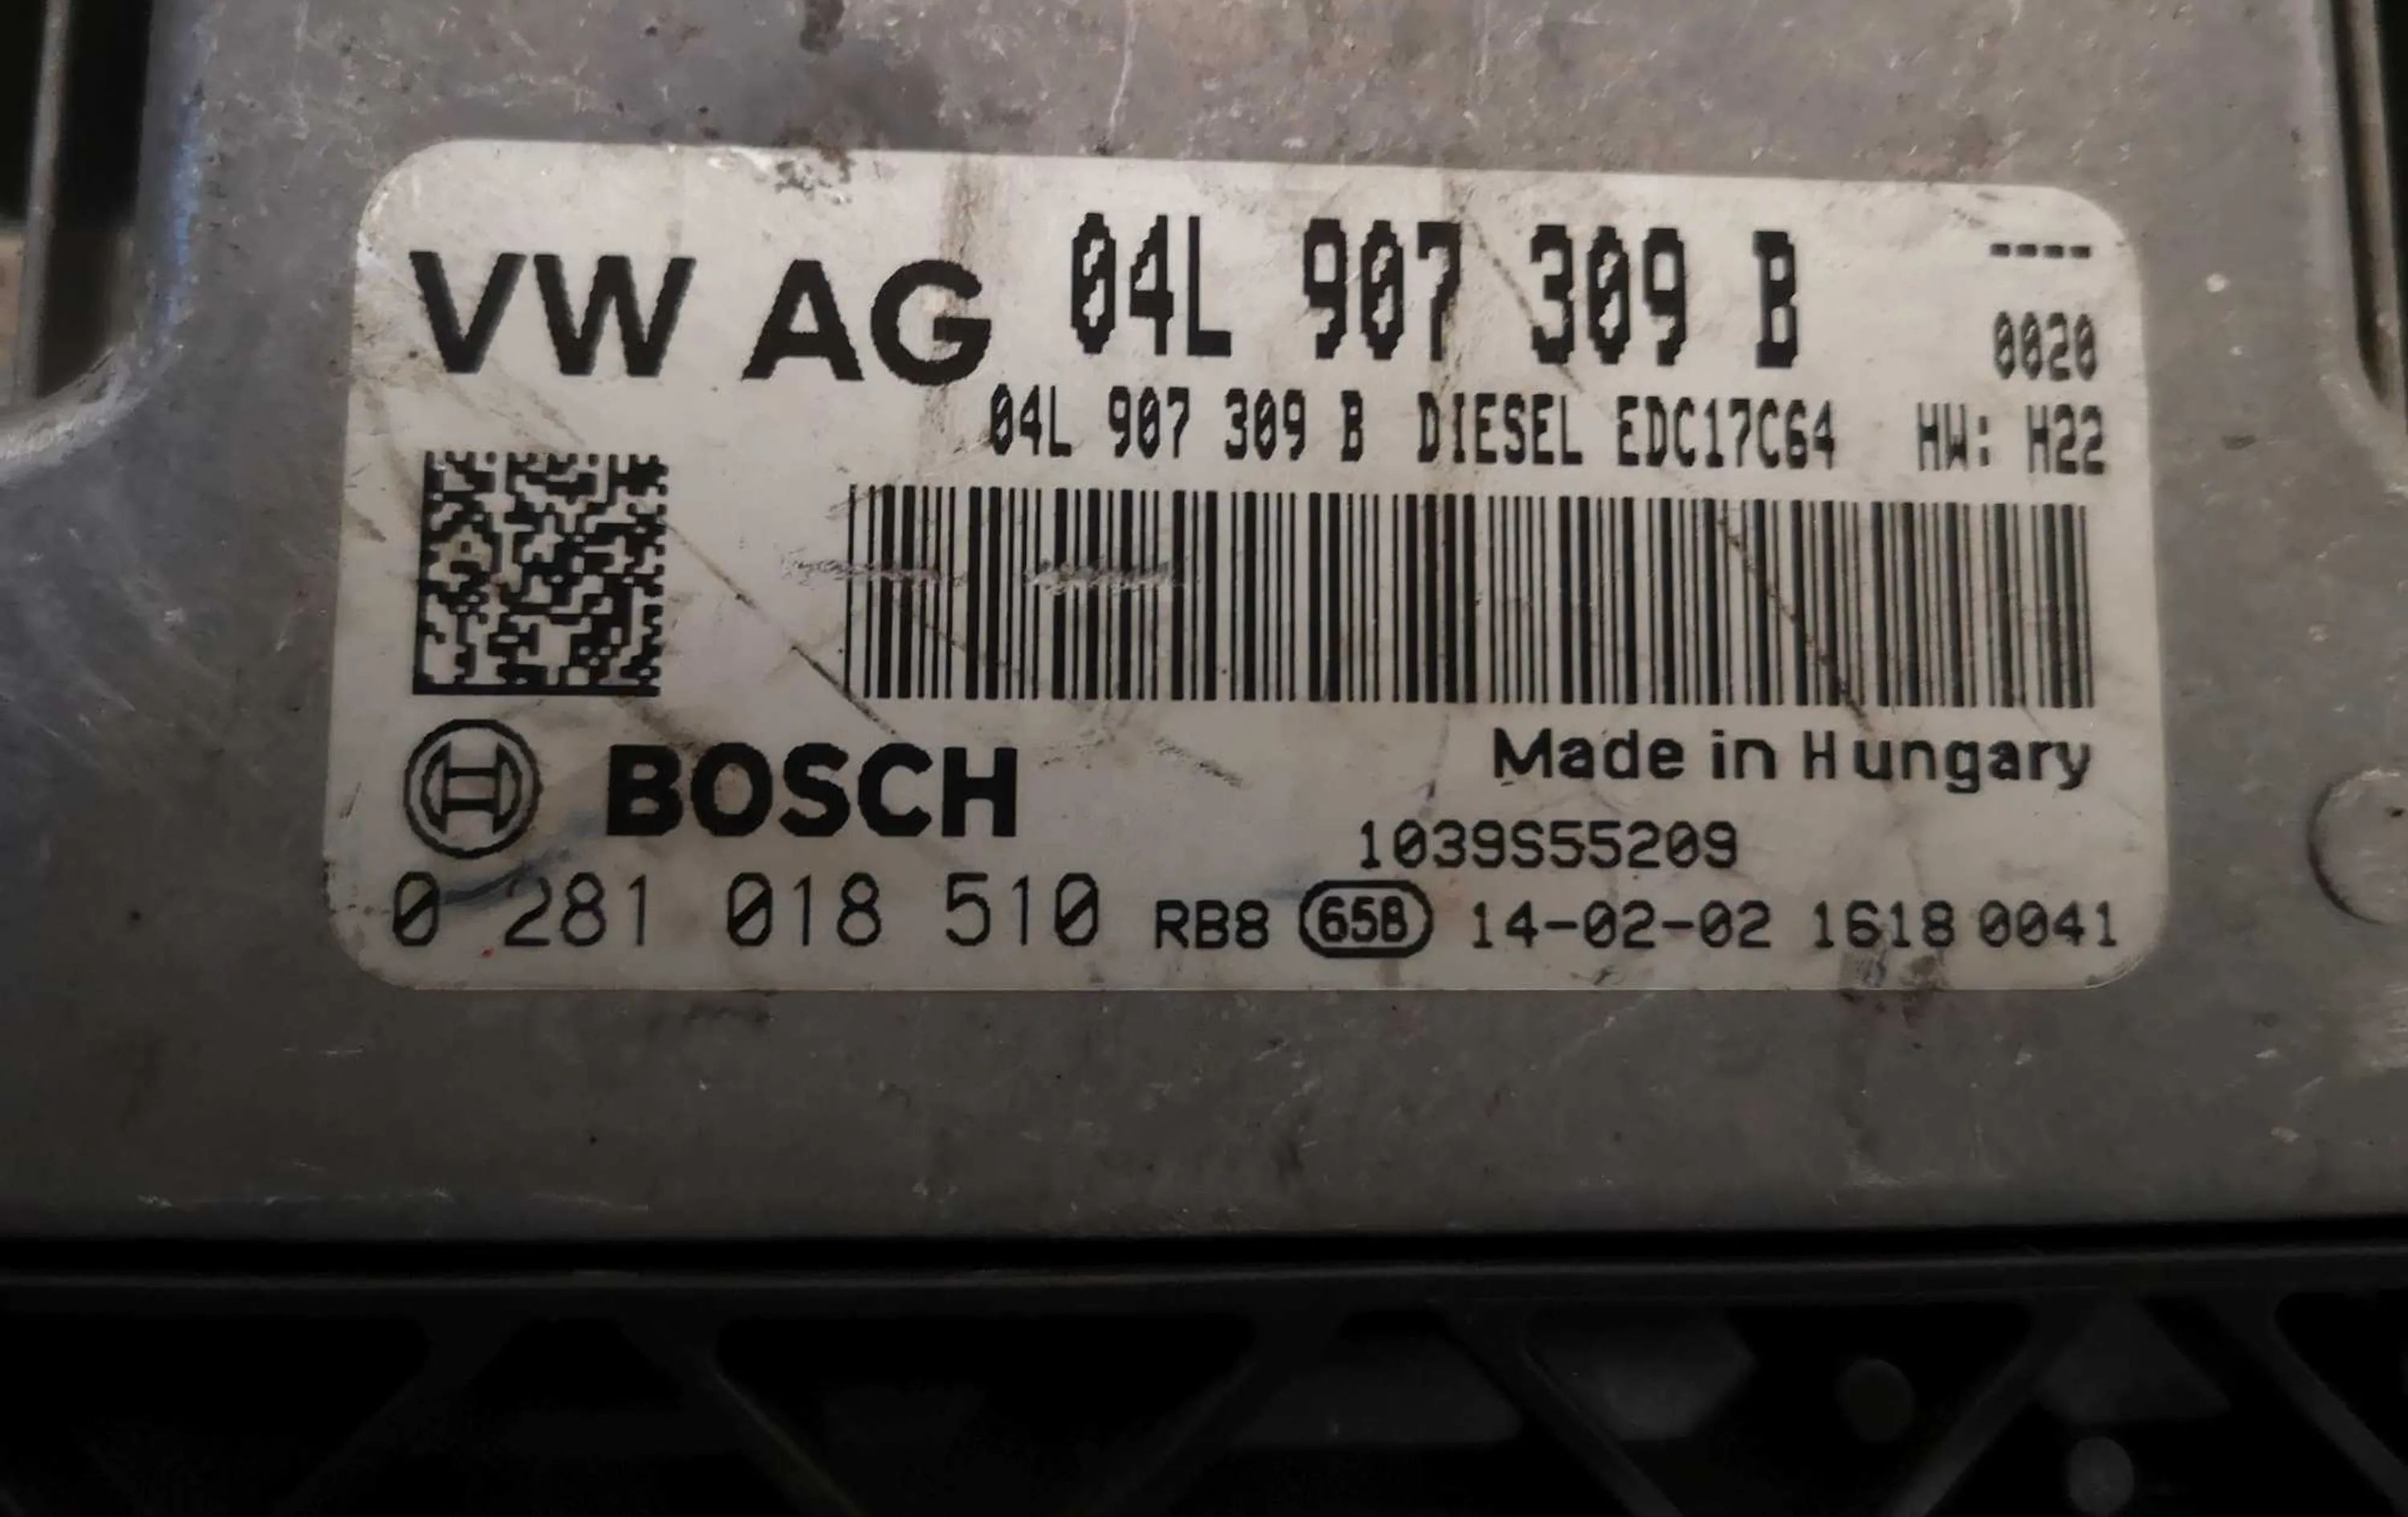 VW AG 04L 907 309 B ----
0020
04L 907 309 B DIESEL EDC17C64 HW: H22
BOSCH
Made in Hungary
1039S55209
0 281 018 510 RB8 65B 14-02-02 1618 0041